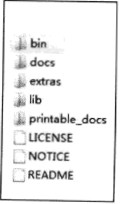 bin
docs
extras
lib
printable_docs
LICENSE
NOTICE
README